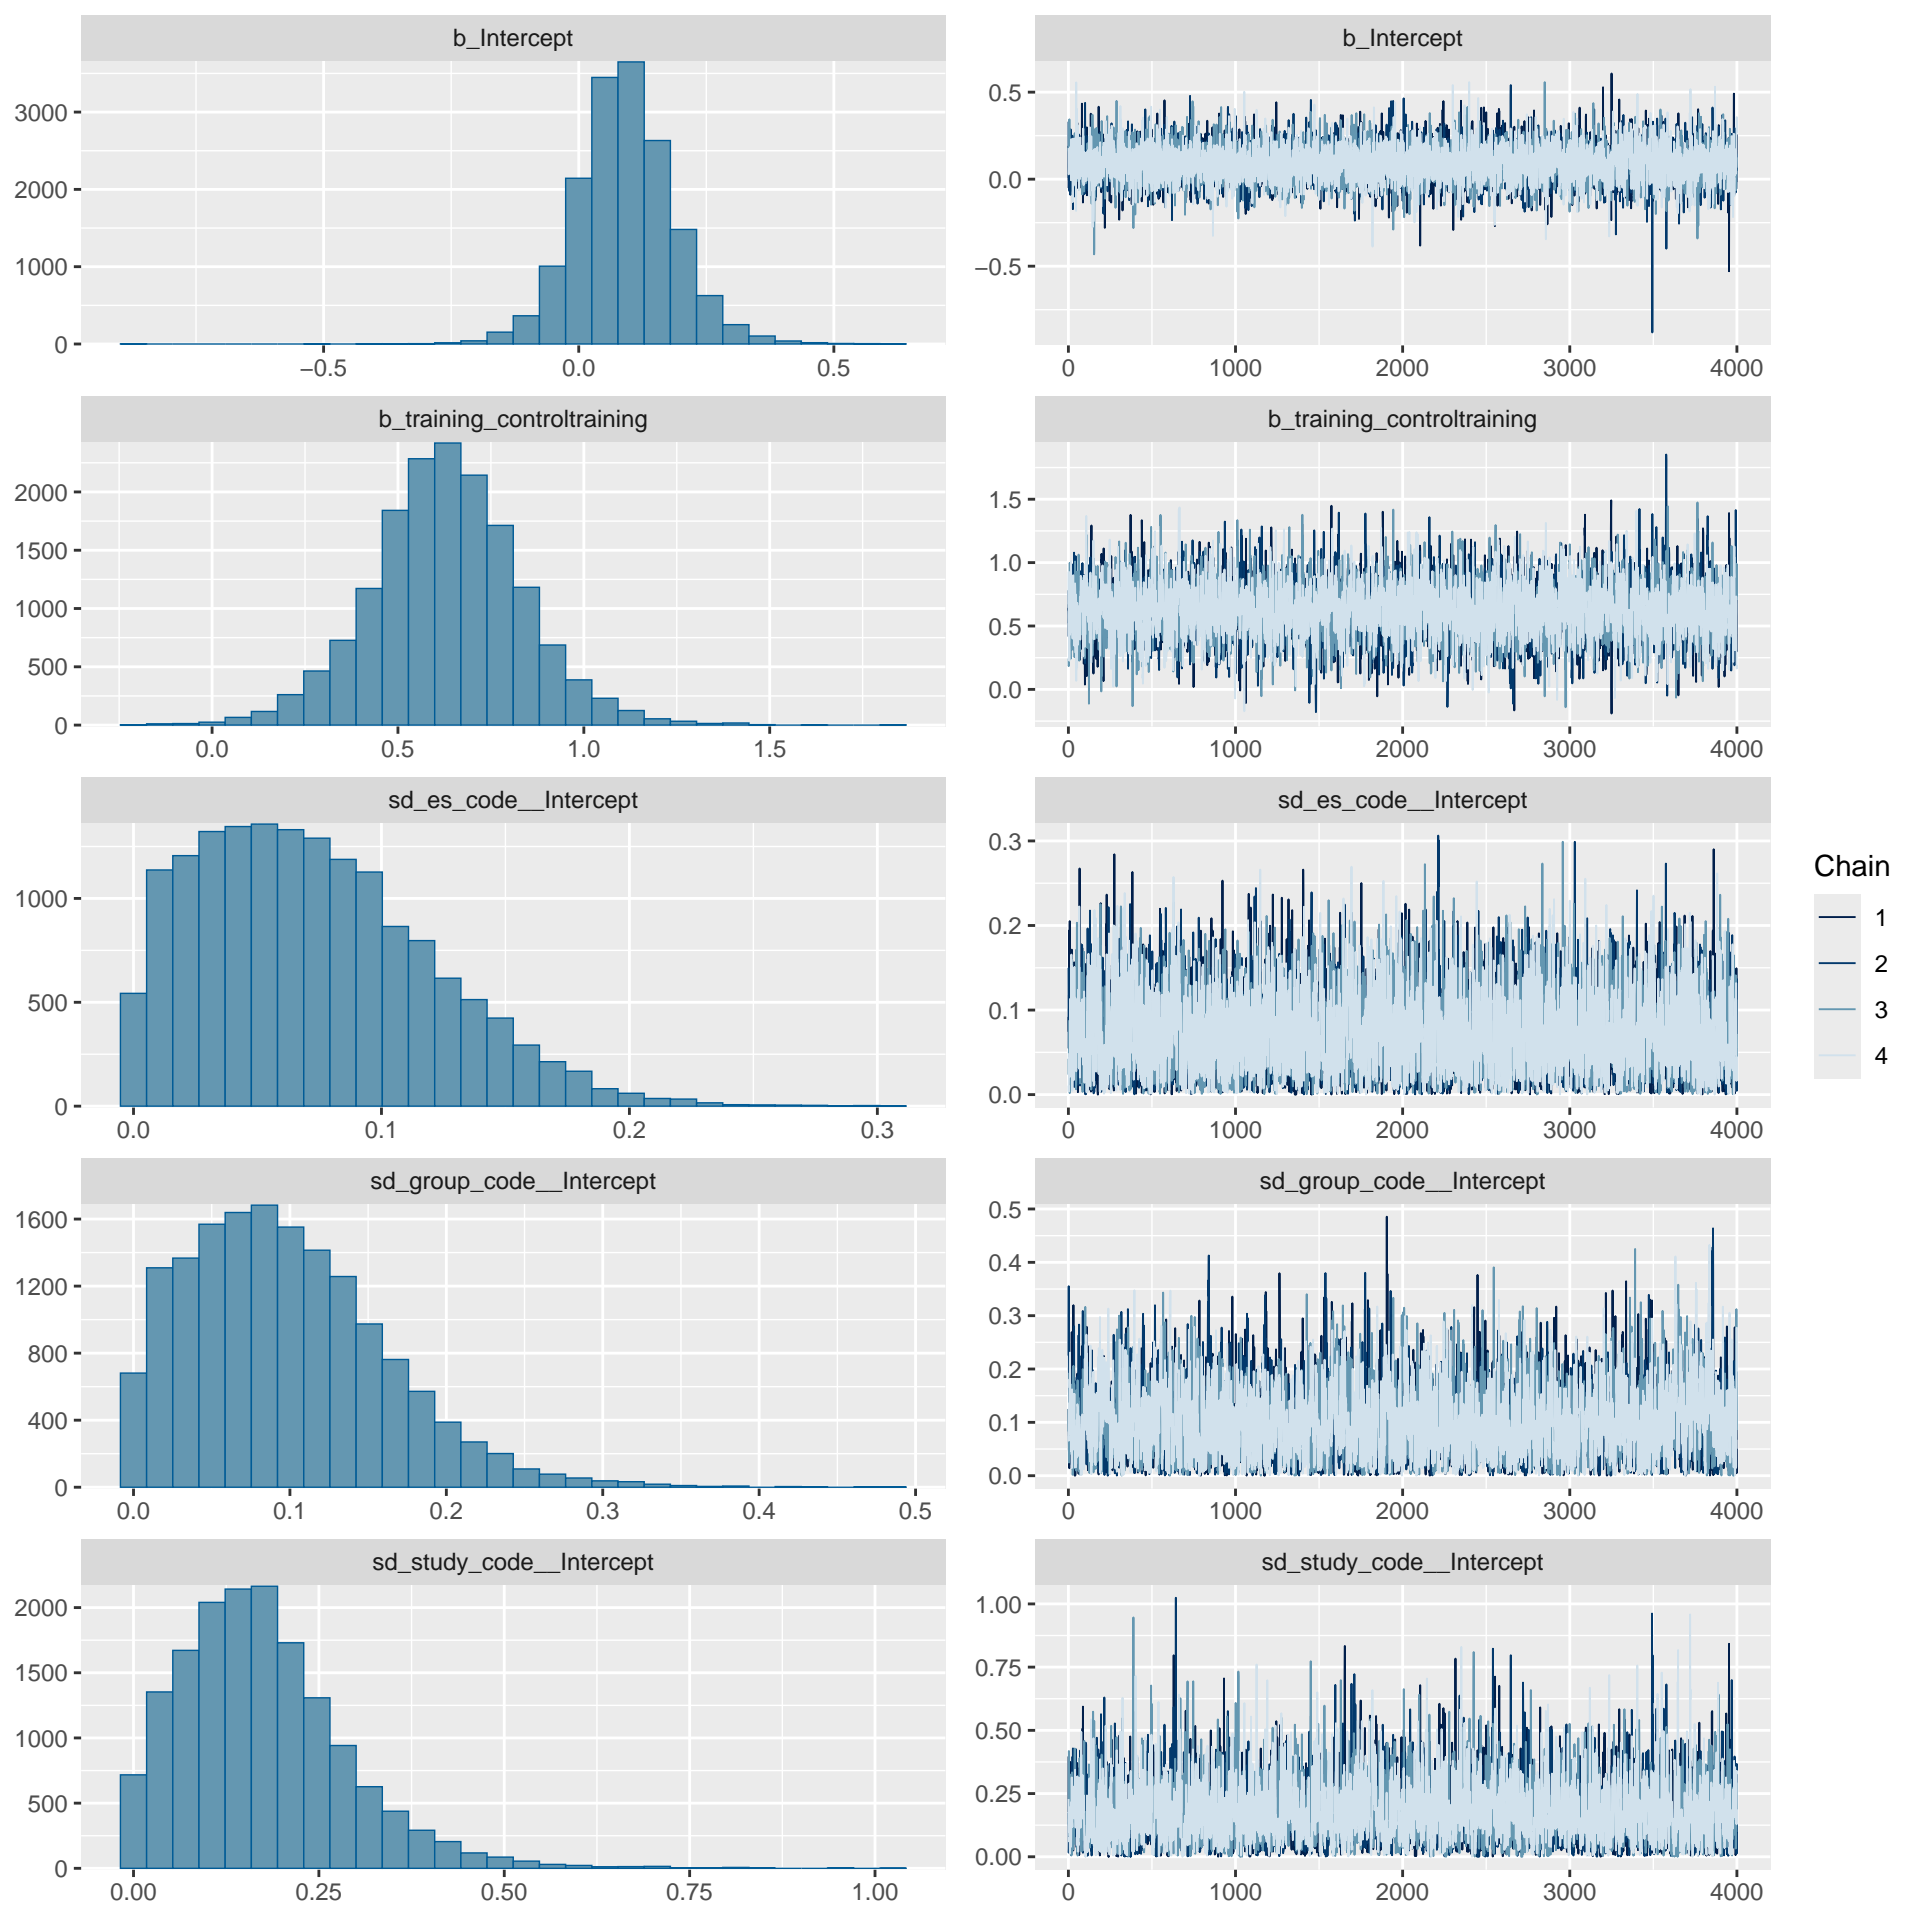 b_Intercept
3000
2000
1000
0
−0.5 0.0 0.5
b_Intercept
0.5
0.0
−0.5
0 1000 2000 3000 4000
b_training_controltraining
2000
1500
1000
500
0
0.0 0.5 1.0 1.5
b_training_controltraining
1.5
1.0
0.5
0.0
0 1000 2000 3000 4000
sd_es_code__Intercept
1000
500
0
0.0 0.1 0.2 0.3
sd_es_code__Intercept
0.3
0.2
0.1
0.0
0 1000 2000 3000 4000
sd_group_code__Intercept
1600
1200
800
400
0
0.0 0.1 0.2 0.3 0.4 0.5
sd_group_code__Intercept
0.5
0.4
0.3
0.2
0.1
0.0
0 1000 2000 3000 4000
sd_study_code__Intercept
2000
1500
1000
500
0
0.00 0.25 0.50 0.75 1.00
sd_study_code__Intercept
1.00
0.75
0.50
0.25
0.00
0 1000 2000 3000 4000
Chain
1
2
3
4